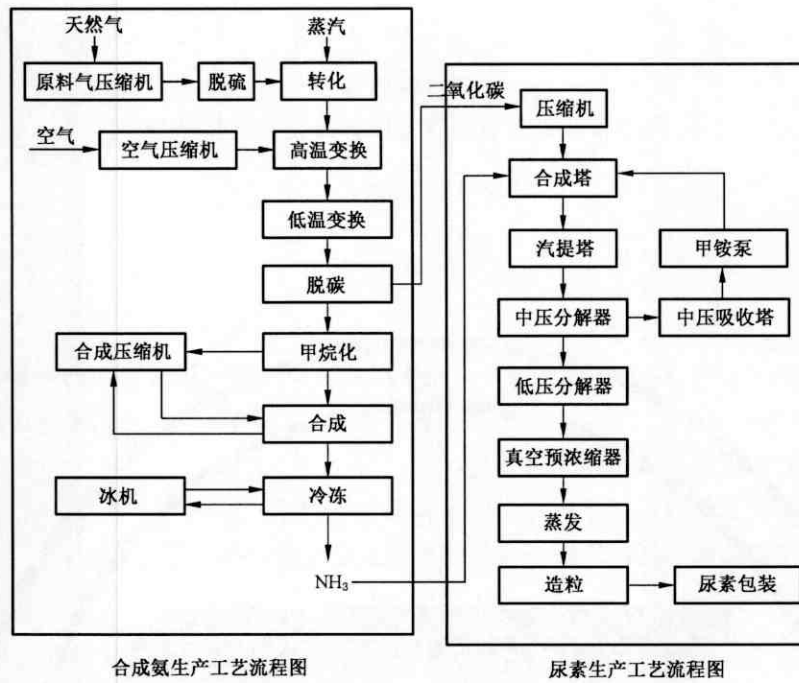 天然气
蒸汽
原料气压缩机
脱硫
转化
二氧化碳
压缩机
空气
空气压缩机
高温变换
合成塔
低温变换
汽提塔
甲铵泵
脱碳
中压分解器
中压吸收塔
合成压缩机
甲烷化
低压分解器
合成
真空预浓缩器
冰机
冷冻
蒸发
NH₃
造粒
尿素包装
合成氨生产工艺流程图
尿素生产工艺流程图